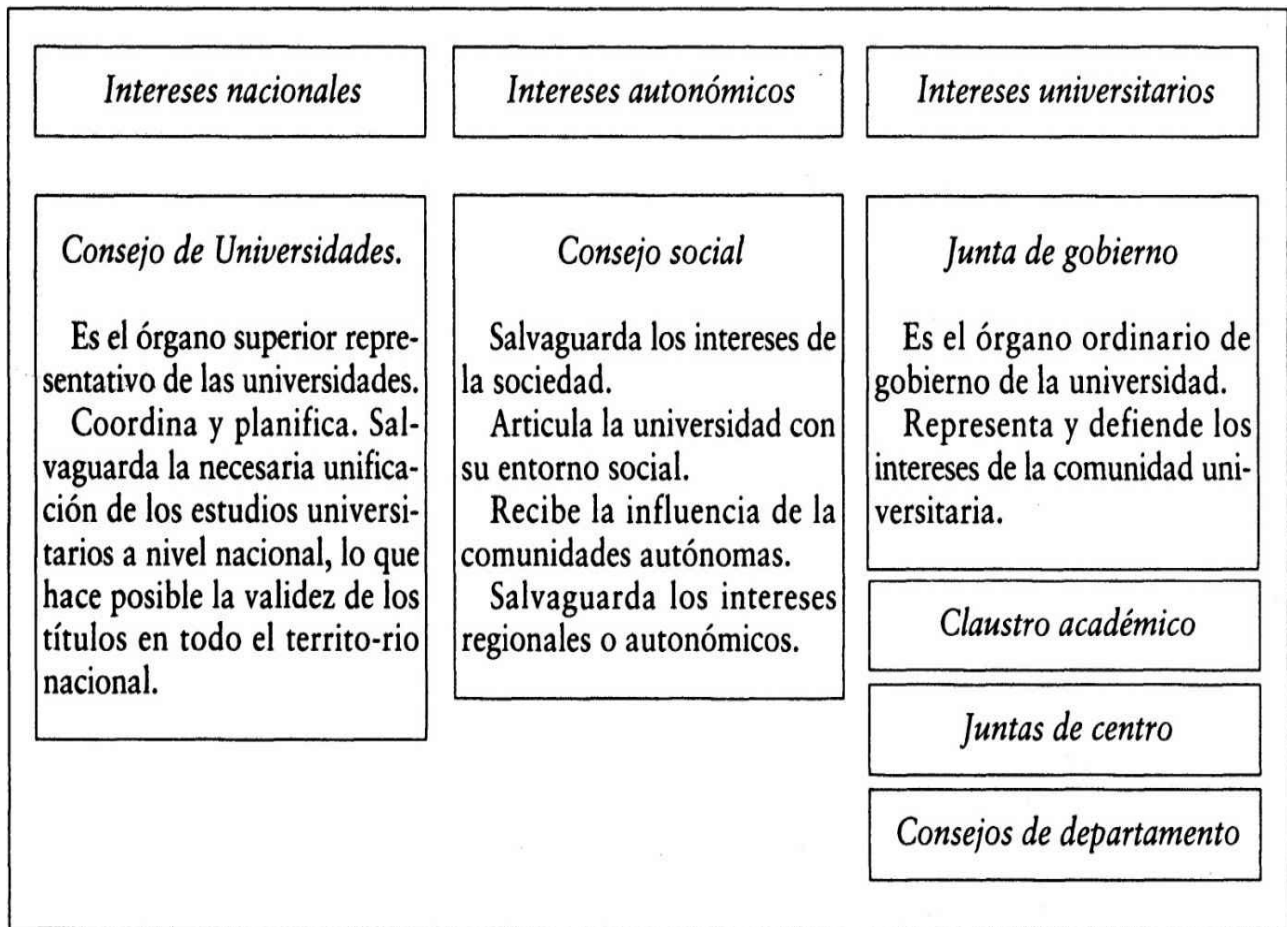 Intereses nacionales
Intereses autonómicos
Intereses universitarios
Consejo de Universidades.
Es el órgano superior repre-
sentativo de las universidades.
Coordina y planifica. Sal-
vaguarda la necesaria unifica-
ción de los estudios universi-
tarios a nivel nacional, lo que
hace posible la validez de los
títulos en todo el territo-rio
nacional.
Consejo social
Salvaguarda los intereses de
la sociedad.
Articula la universidad con
su entorno social.
Recibe la influencia de la
comunidades autónomas.
Salvaguarda los intereses
regionales o autonómicos.
Junta de gobierno
Es el órgano ordinario de
gobierno de la universidad.
Representa y defiende los
intereses de la comunidad uni-
versitaria.
Claustro académico
Juntas de centro
Consejos de departamento